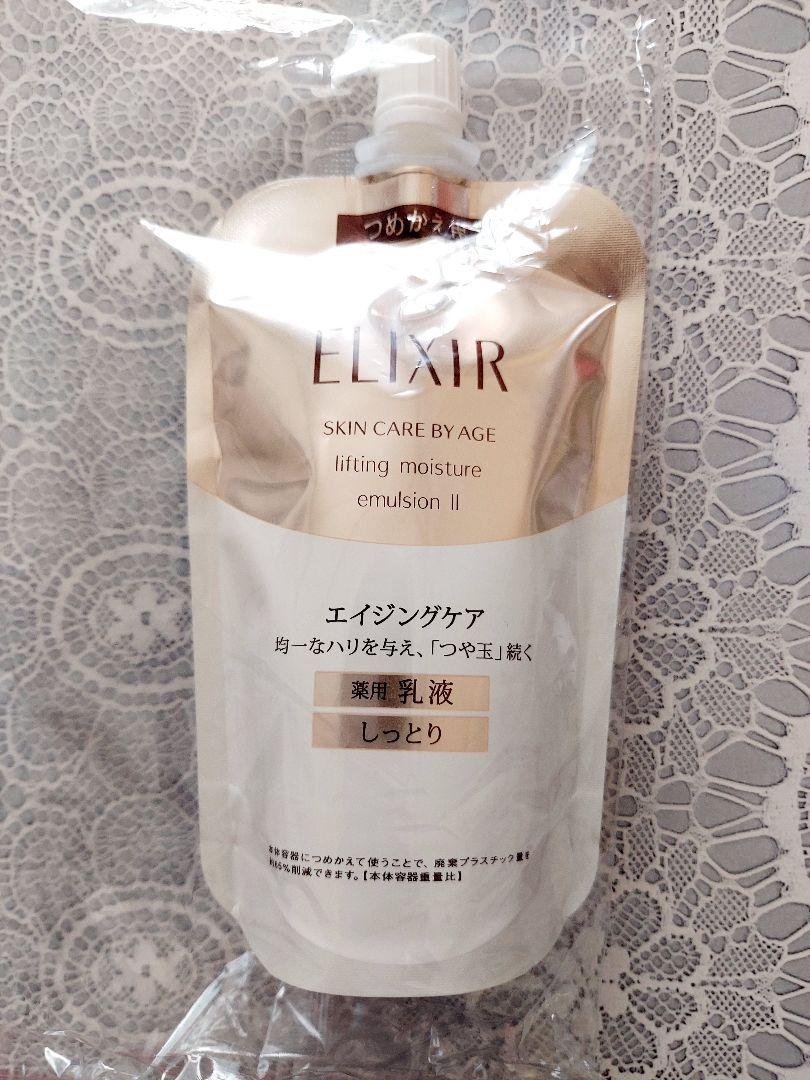 つめかえ
ELIXIR
SKIN CARE BY AGE
lifting moisture
emulsion II
エイジングケア
均一なハリを与え、「つや玉」続く
薬用 乳液
しっとり
本体容器につめかえて使うことで、廃棄プラスチック量を
削減できます。【本体容器重量比】